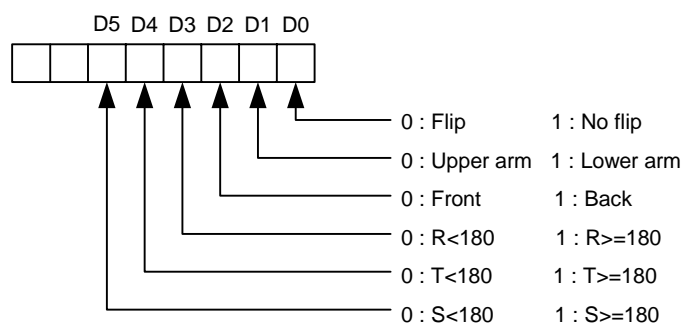 D5 D4 D3 D2 D1 D0
0 : Flip 1 : No flip
0 : Upper arm 1 : Lower arm
0 : Front 1 : Back
0 : R<180 1 : R>=180
0 : T<180 1 : T>=180
0 : S<180 1 : S>=180